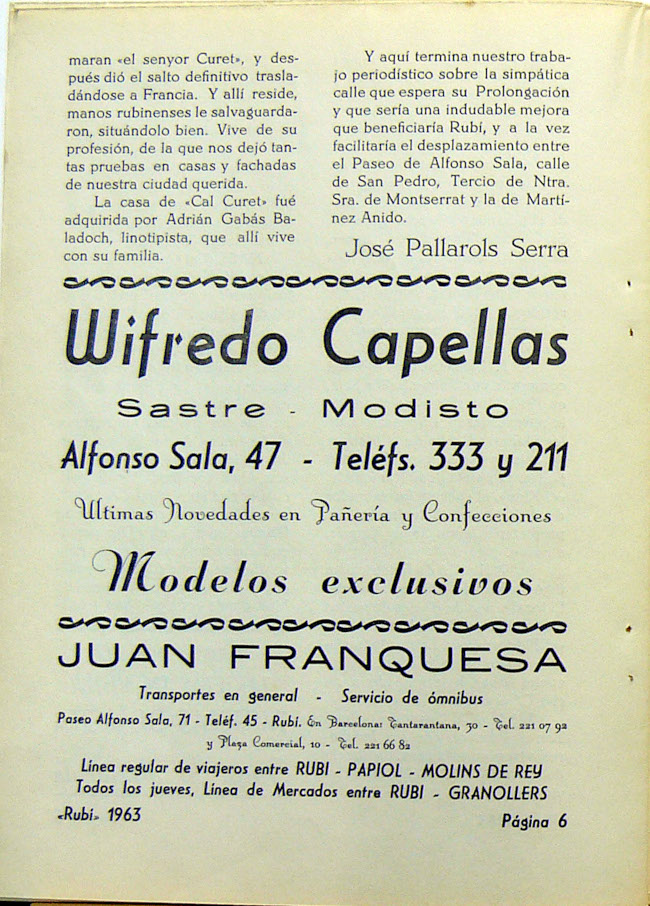 maran «el senyor Curet», y des-
pués dió el salto definitivo trasla-
dándose a Francia. Y allí reside,
manos rubinenses le salvaguarda-
ron, situándolo bien. Vive de su
profesión, de la que nos dejó tan-
tas pruebas en casas y fachadas
de nuestra ciudad querida.
La casa de «Cal Curet» fué
adquirida por Adrián Gabás Ba-
ladoch, linotipista, que allí vive
con su familia.
Y aquí termina nuestro traba-
jo periodístico sobre la simpática
calle que espera su Prolongación
y que sería una indudable mejora
que beneficiaría Rubí, y a la vez
facilitaría el desplazamiento entre
el Paseo de Alfonso Sala, calle
de San Pedro, Tercio de Ntra.
Sra. de Montserrat y la de Martí-
nez Anido.
José Pallarols Serra
Wifredo Capellas
Sastre - Modisto
Alfonso Sala, 47 - Teléfs. 333 y 211
Ultimas Novedades en Pañería y Confecciones
Modelos exclusivos
JUAN FRANQUESA
Transportes en general - Servicio de ómnibus
Paseo Alfonso Sala, 71 - Teléf. 45 - Rubí. En Barcelona: Tantarantana, 30 - Tel. 221 07 92
y Plaza Comercial, 10 - Tel. 221 66 82
Línea regular de viajeros entre RUBI - PAPIOL - MOLINS DE REY
Todos los jueves, Línea de Mercados entre RUBI - GRANOLLERS
«Rubí» 1963
Página 6